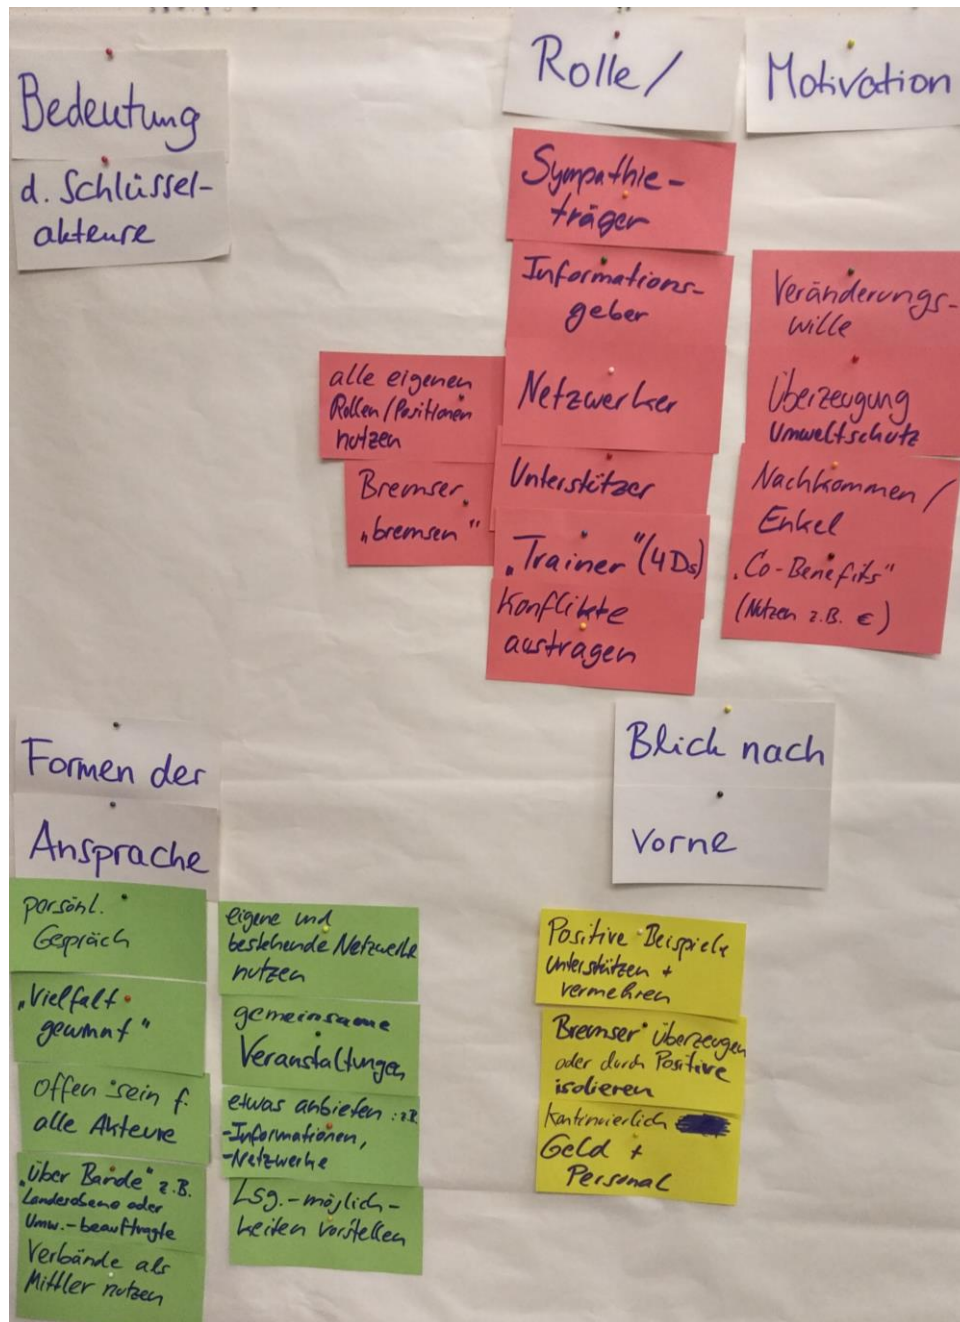 Bedeutung
d. Schlüssel-
akteure
Rolle /
Sympathie-
träger
Informations-
geber
Netzwerker
Unterstützer
„Trainer" (4 Ds)
Konflikte
austragen
alle eigenen
Rollen/Positionen
nutzen
Bremser
„bremsen"
Motivation
Veränderungs-
wille
Überzeugung
Umweltschutz
Nachkommen /
Enkel
„Co-Benefits"
(Nutzen z.B. €)
Formen der
Ansprache
persönl.
Gespräch
„Vielfalt
gewinnt"
offen sein f.
alle Akteure
„Über Bande" z.B.
Landesebene oder
Umw.-beauftragte
Verbände als
Mittler nutzen
eigene und
bestehende Netzwerke
nutzen
gemeinsame
Veranstaltungen
etwas anbieten: z.B.
-Informationen,
-Netzwerke
Lsg.-möglich-
keiten vorstellen
Blick nach
vorne
Positive Beispiele
unterstützen +
vermehren
Bremser überzeugen
oder durch Positive
isolieren
Kontinuierlich
Geld +
Personal